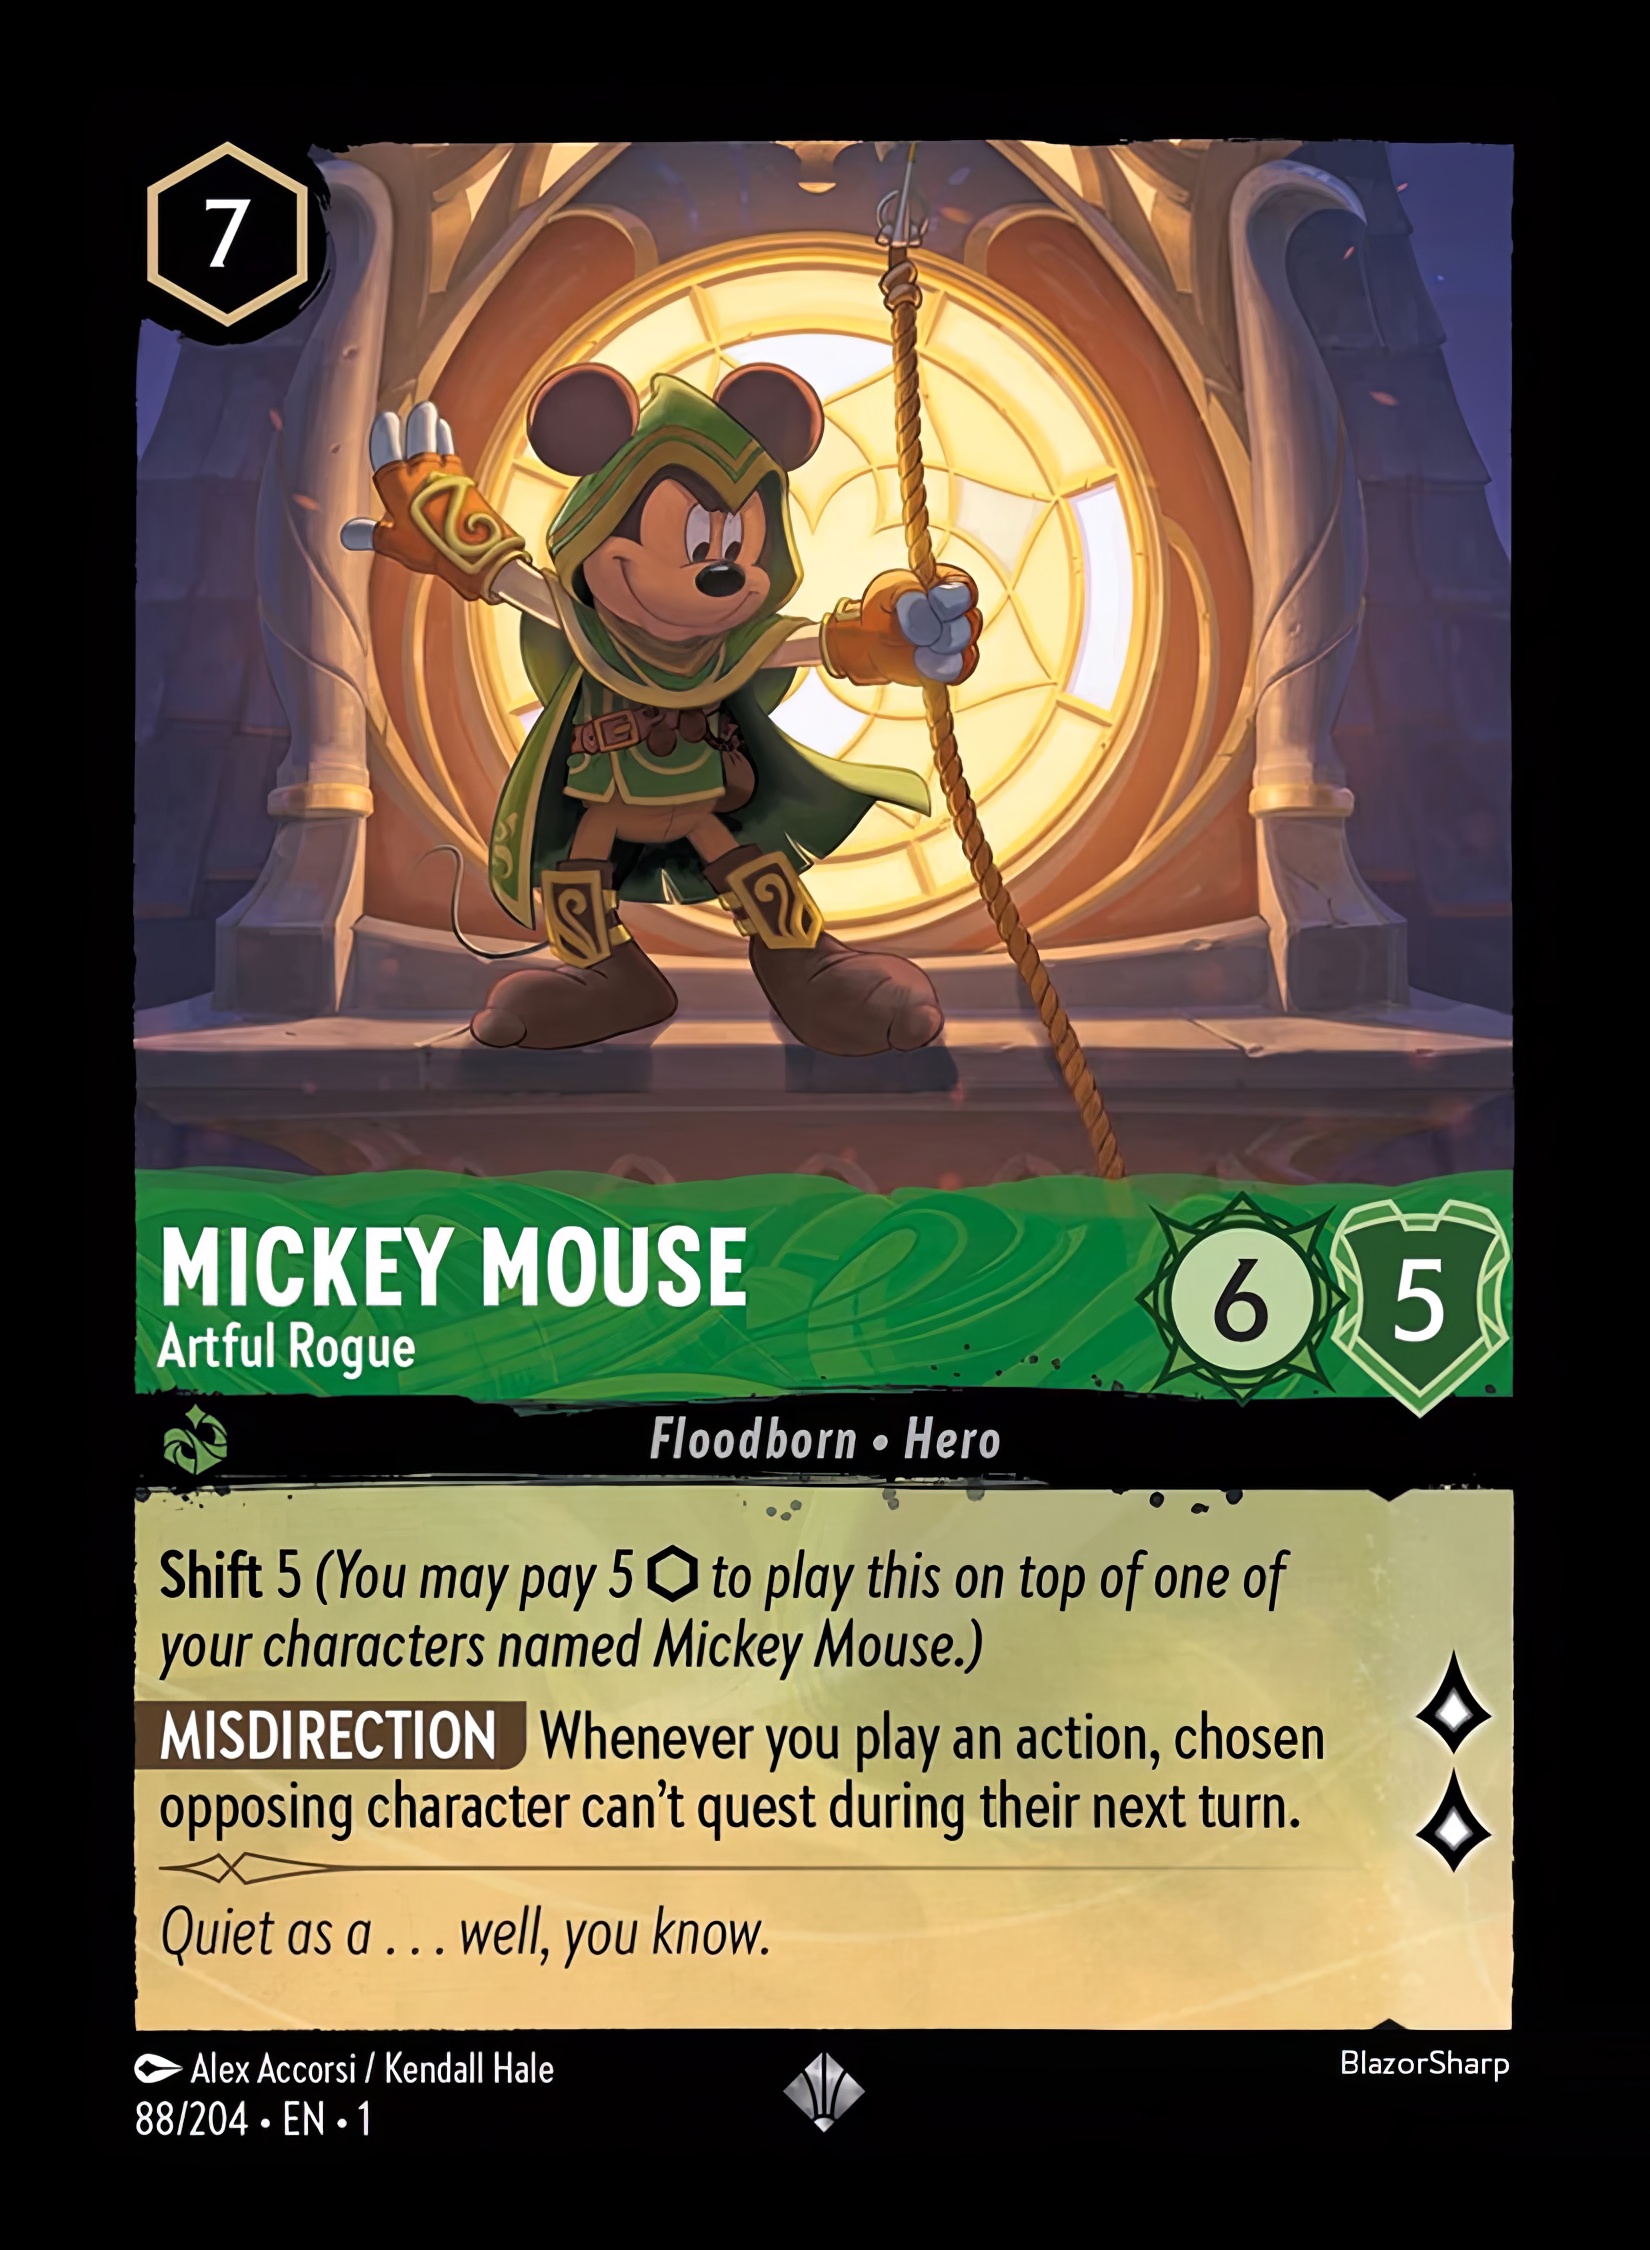 7
MICKEY MOUSE
Artful Rogue
6
5
Floodborn • Hero
Shift 5 (You may pay 5 ⬡ to play this on top of one of
your characters named Mickey Mouse.)
MISDIRECTION Whenever you play an action, chosen
opposing character can’t quest during their next turn.
Quiet as a . . . well, you know.
Alex Accorsi / Kendall Hale
BlazorSharp
88/204 • EN • 1